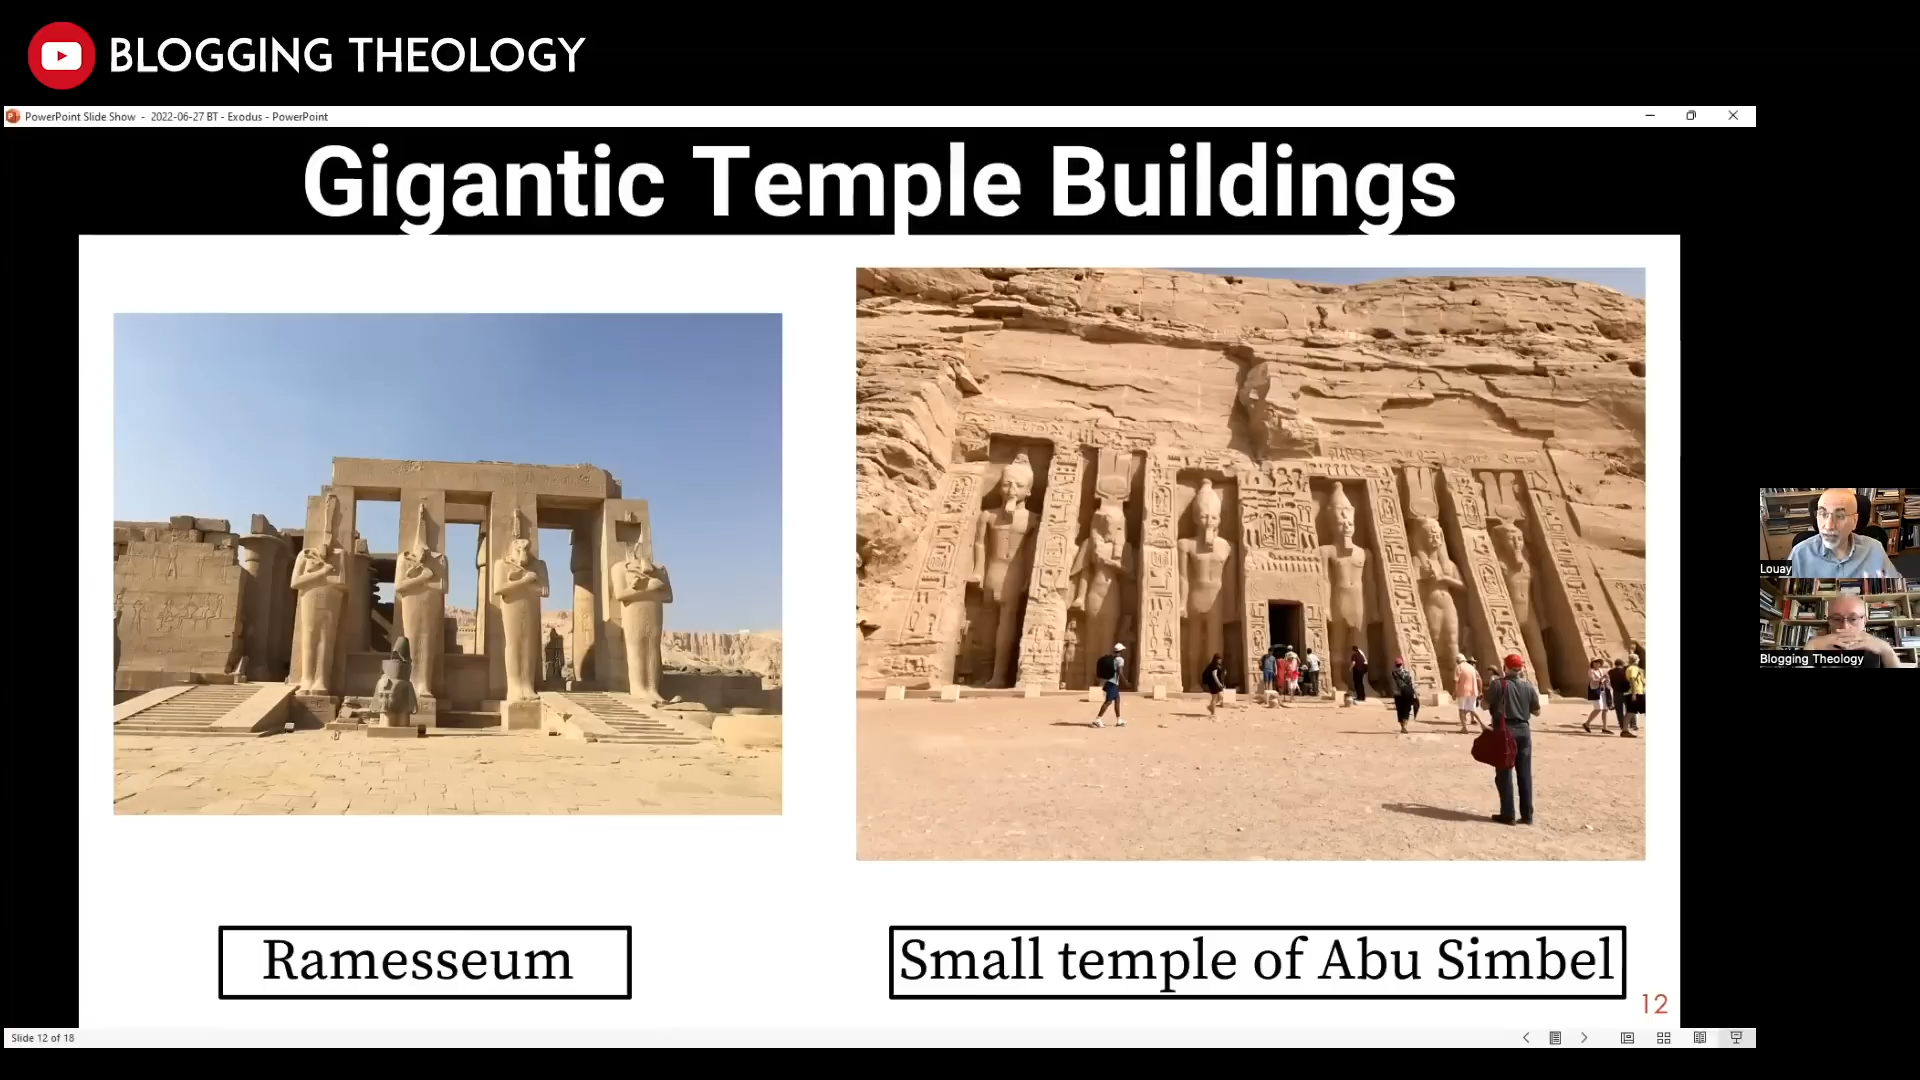 BLOGGING THEOLOGY
PowerPoint Slide Show - 2022-06-27 BT - Exodus - PowerPoint
Gigantic Temple Buildings
Louay
Blogging Theology
Ramesseum
Small temple of Abu Simbel
12
Slide 12 of 18